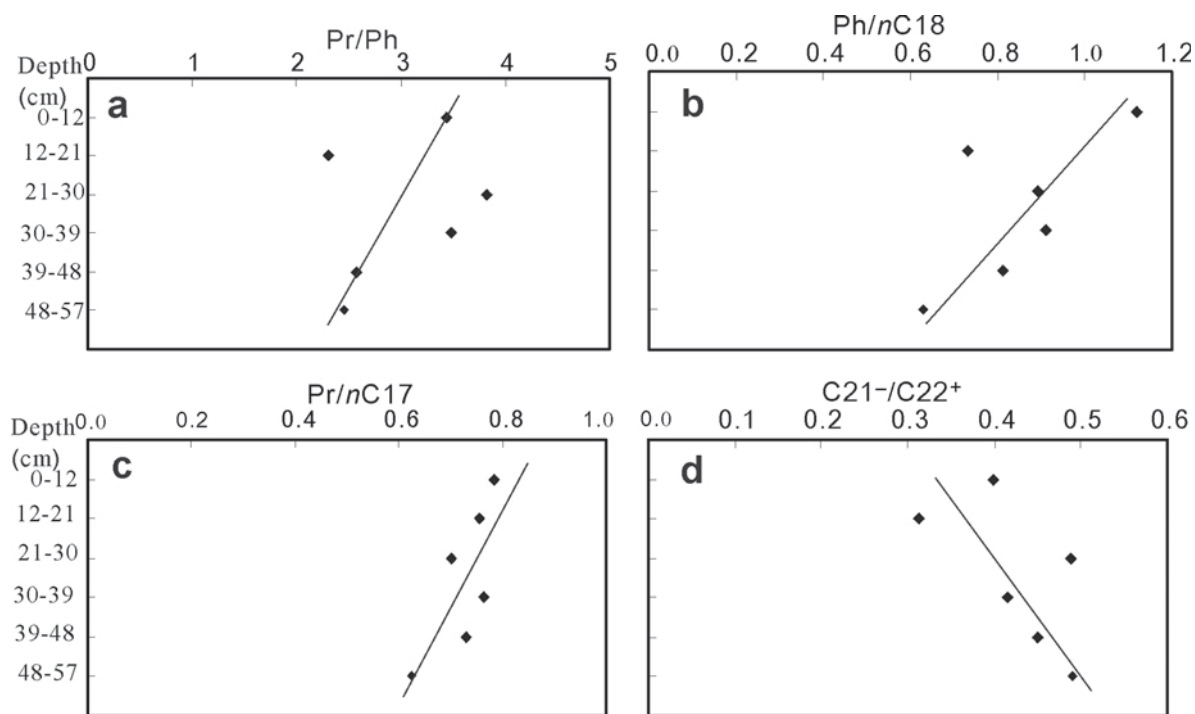 Pr/Ph
Depth 0 1 2 3 4 5
(cm)
a
0-12
12-21
21-30
30-39
39-48
48-57
Ph/nC18
0.0 0.2 0.4 0.6 0.8 1.0 1.2
b
Pr/nC17
Depth 0.0 0.2 0.4 0.6 0.8 1.0
(cm)
c
0-12
12-21
21-30
30-39
39-48
48-57
C21⁻/C22⁺
0.0 0.1 0.2 0.3 0.4 0.5 0.6
d